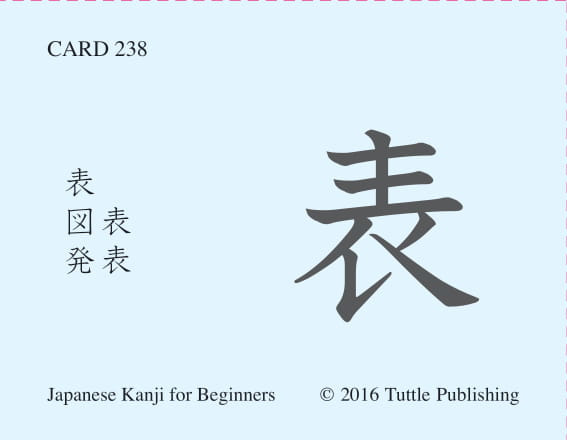 CARD 238
表
図表
発表
表
Japanese Kanji for Beginners
© 2016 Tuttle Publishing